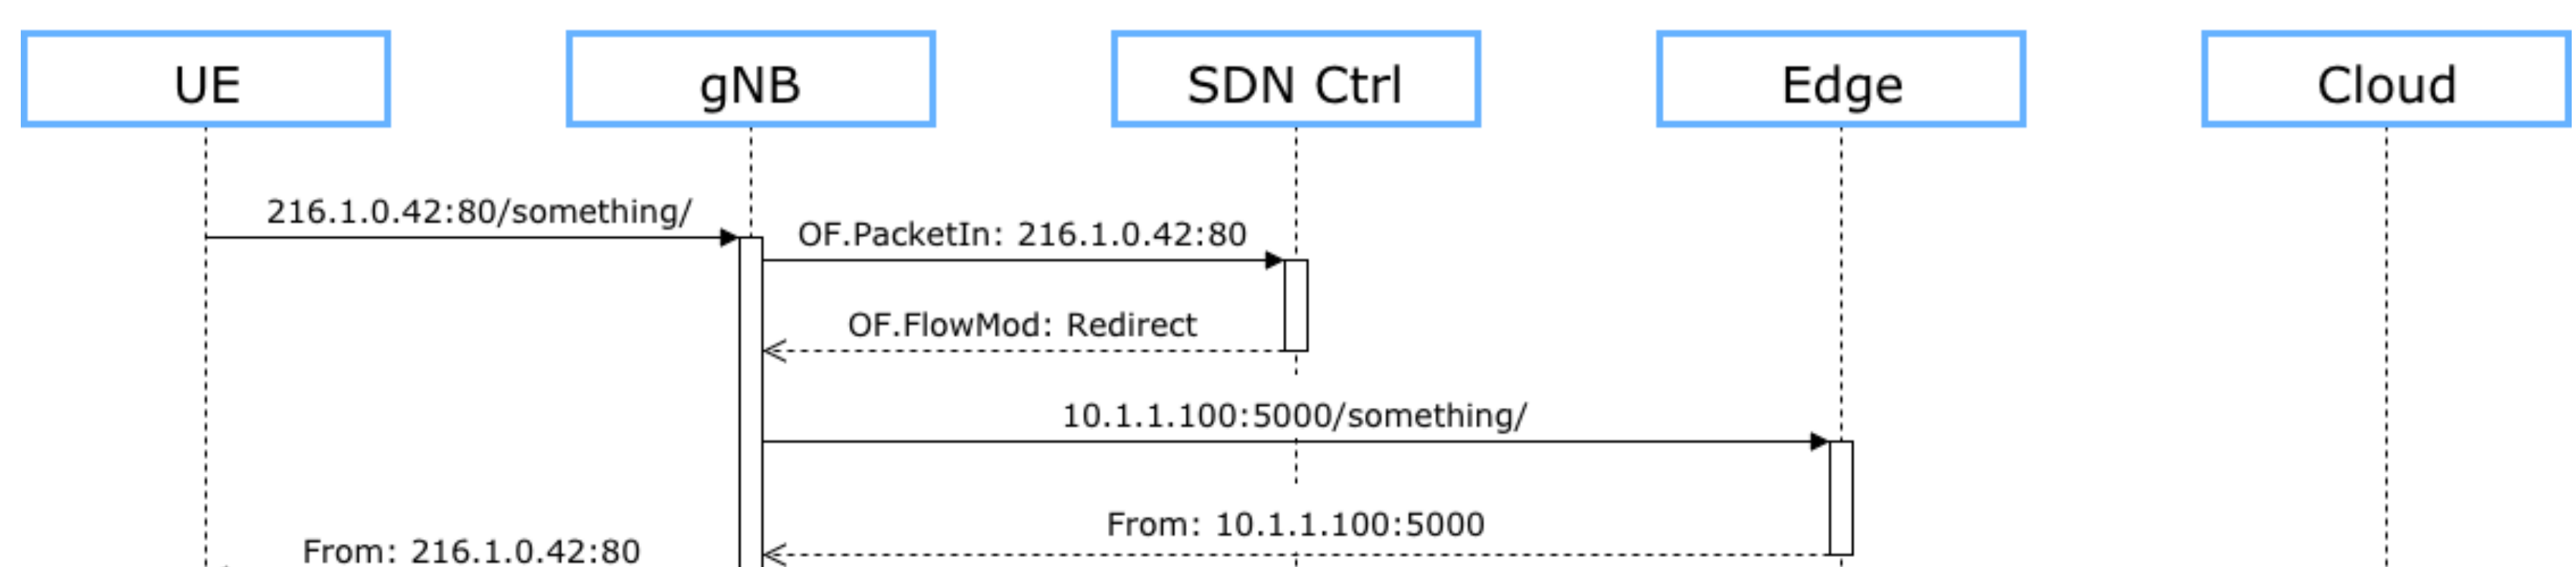 UE
gNB
SDN Ctrl
Edge
Cloud
216.1.0.42:80/something/
OF.PacketIn: 216.1.0.42:80
OF.FlowMod: Redirect
10.1.1.100:5000/something/
From: 10.1.1.100:5000
From: 216.1.0.42:80